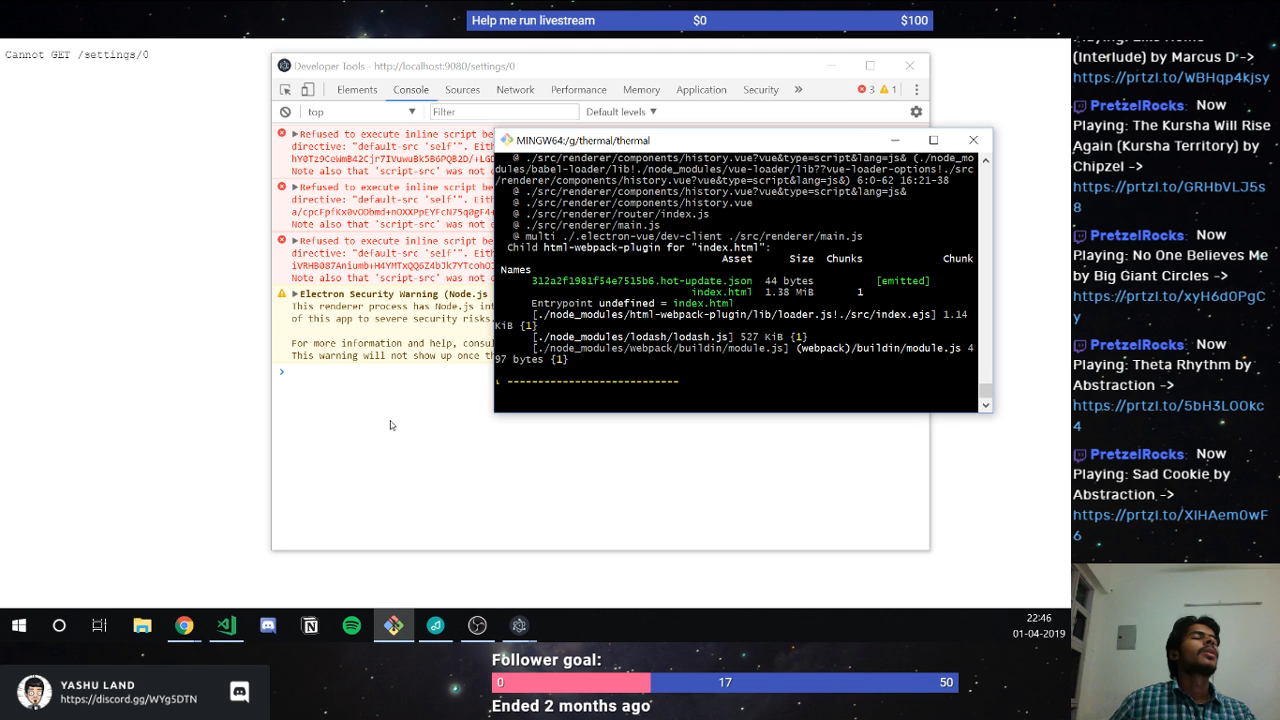 Help me run livestream $0 $100
Cannot GET /settings/0
Developer Tools - http://localhost:9080/settings/0
Elements Console Sources Network Performance Memory Application Security » 3 1
top Filter Default levels
Refused to execute inline script be
directive: "default-src 'self'". Eith
Note also that 'script-src' was not e
Refused to execute inline script be
directive: "default-src 'self'". Eith
Note also that 'script-src' was not e
Refused to execute inline script be
directive: "default-src 'self'". Eith
Note also that 'script-src' was not e
Electron Security Warning (Node.js
This renderer process has Node.js int
of this app to severe security risks.
For more information and help, consul
This warning will not show up once th
MINGW64:/g/thermal/thermal
@ ./src/renderer/components/history.vue?vue&type=script&lang=js& (./node_mo
dules/babel-loader/lib!./node_modules/vue-loader/lib??vue-loader-options!./src
/renderer/components/history.vue?vue&type=script&lang=js&) 6:0-62 16:21-38
@ ./src/renderer/components/history.vue?vue&type=script&lang=js&
@ ./src/renderer/components/history.vue
@ ./src/renderer/router/index.js
@ ./src/renderer/main.js
@ multi ./.electron-vue/dev-client ./src/renderer/main.js
Child html-webpack-plugin for "index.html":
Asset Size Chunks Chunk
Names
312a2f1981f54e7515b6.hot-update.json 44 bytes [emitted]
index.html 1.38 MiB 1
Entrypoint undefined = index.html
[./node_modules/html-webpack-plugin/lib/loader.js!./src/index.ejs] 1.14
KiB {1}
[./node_modules/lodash/lodash.js] 527 KiB {1}
[./node_modules/webpack/buildin/module.js] (webpack)/buildin/module.js 4
97 bytes {1}
----------------------------
(Interlude) by Marcus D ->
https://prtzl.to/WBHqp4kjsy
PretzelRocks: Now
Playing: The Kursha Will Rise
Again (Kursha Territory) by
Chipzel ->
https://prtzl.to/GRHbVLJ5s
8
PretzelRocks: Now
Playing: No One Believes Me
by Big Giant Circles ->
https://prtzl.to/xyH6d0PgC
y
PretzelRocks: Now
Playing: Theta Rhythm by
Abstraction ->
https://prtzl.to/5bH3LO0kc
4
PretzelRocks: Now
Playing: Sad Cookie by
Abstraction ->
https://prtzl.to/XIHAem0wF
6
22:46
01-04-2019
YASHU LAND
https://discord.gg/WYg5DTN
Follower goal:
0 17 50
Ended 2 months ago